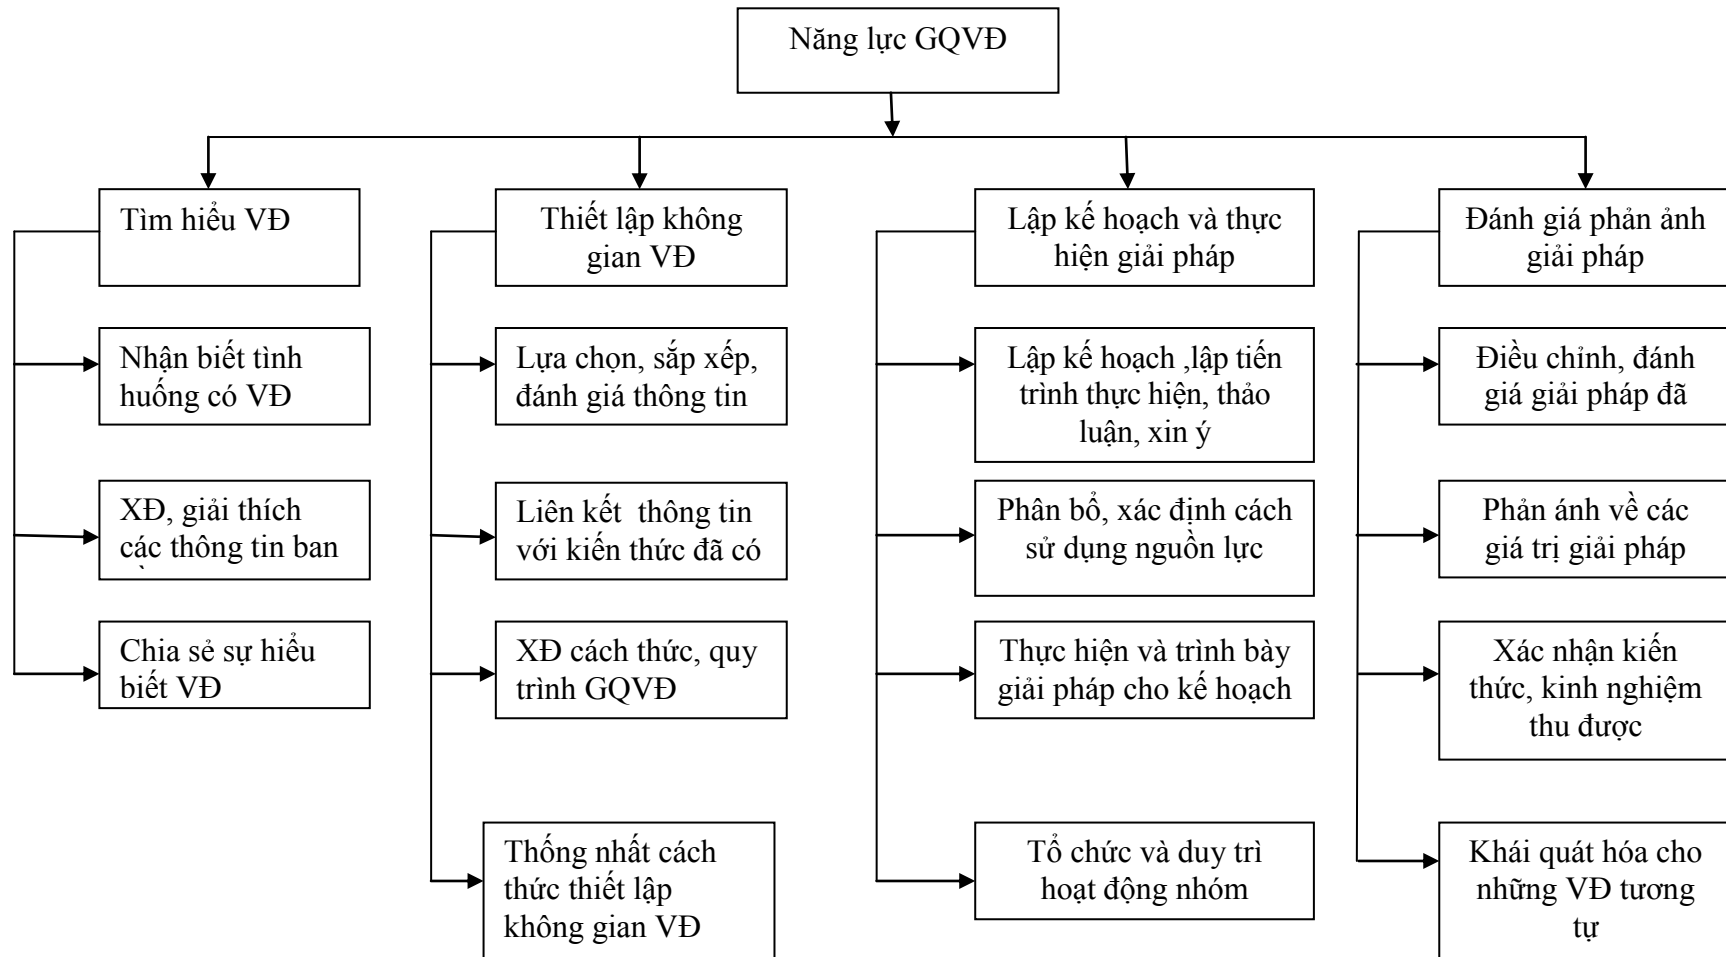 Năng lực GQVĐ
Tìm hiểu VĐ
Nhận biết tình
huống có VĐ
XĐ, giải thích
các thông tin ban
Chia sẻ sự hiểu
biết VĐ
Thiết lập không
gian VĐ
Lựa chọn, sắp xếp,
đánh giá thông tin
Liên kết thông tin
với kiến thức đã có
XĐ cách thức, quy
trình GQVĐ
Thống nhất cách
thức thiết lập
không gian VĐ
Lập kế hoạch và thực
hiện giải pháp
Lập kế hoạch ,lập tiến
trình thực hiện, thảo
luận, xin ý
Phân bổ, xác định cách
sử dụng nguồn lực
Thực hiện và trình bày
giải pháp cho kế hoạch
Tổ chức và duy trì
hoạt động nhóm
Đánh giá phản ảnh
giải pháp
Điều chỉnh, đánh
giá giải pháp đã
Phản ánh về các
giá trị giải pháp
Xác nhận kiến
thức, kinh nghiệm
thu được
Khái quát hóa cho
những VĐ tương
tự